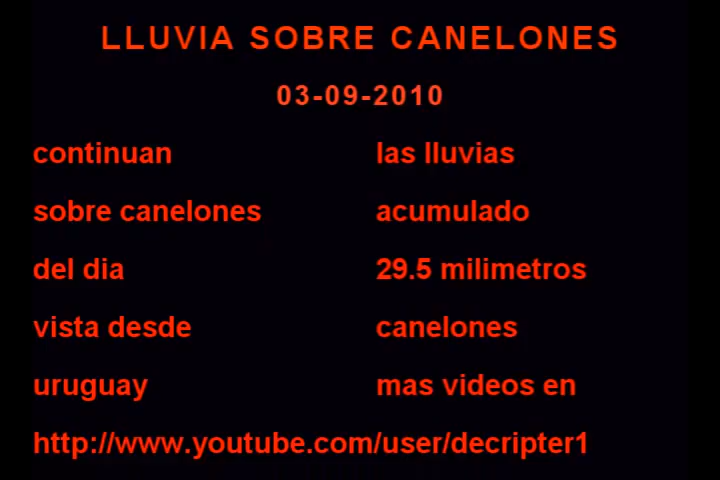 LLUVIA SOBRE CANELONES
03-09-2010
continuan las lluvias
sobre canelones acumulado
del dia 29.5 milimetros
vista desde canelones
uruguay mas videos en
http://www.youtube.com/user/decripter1